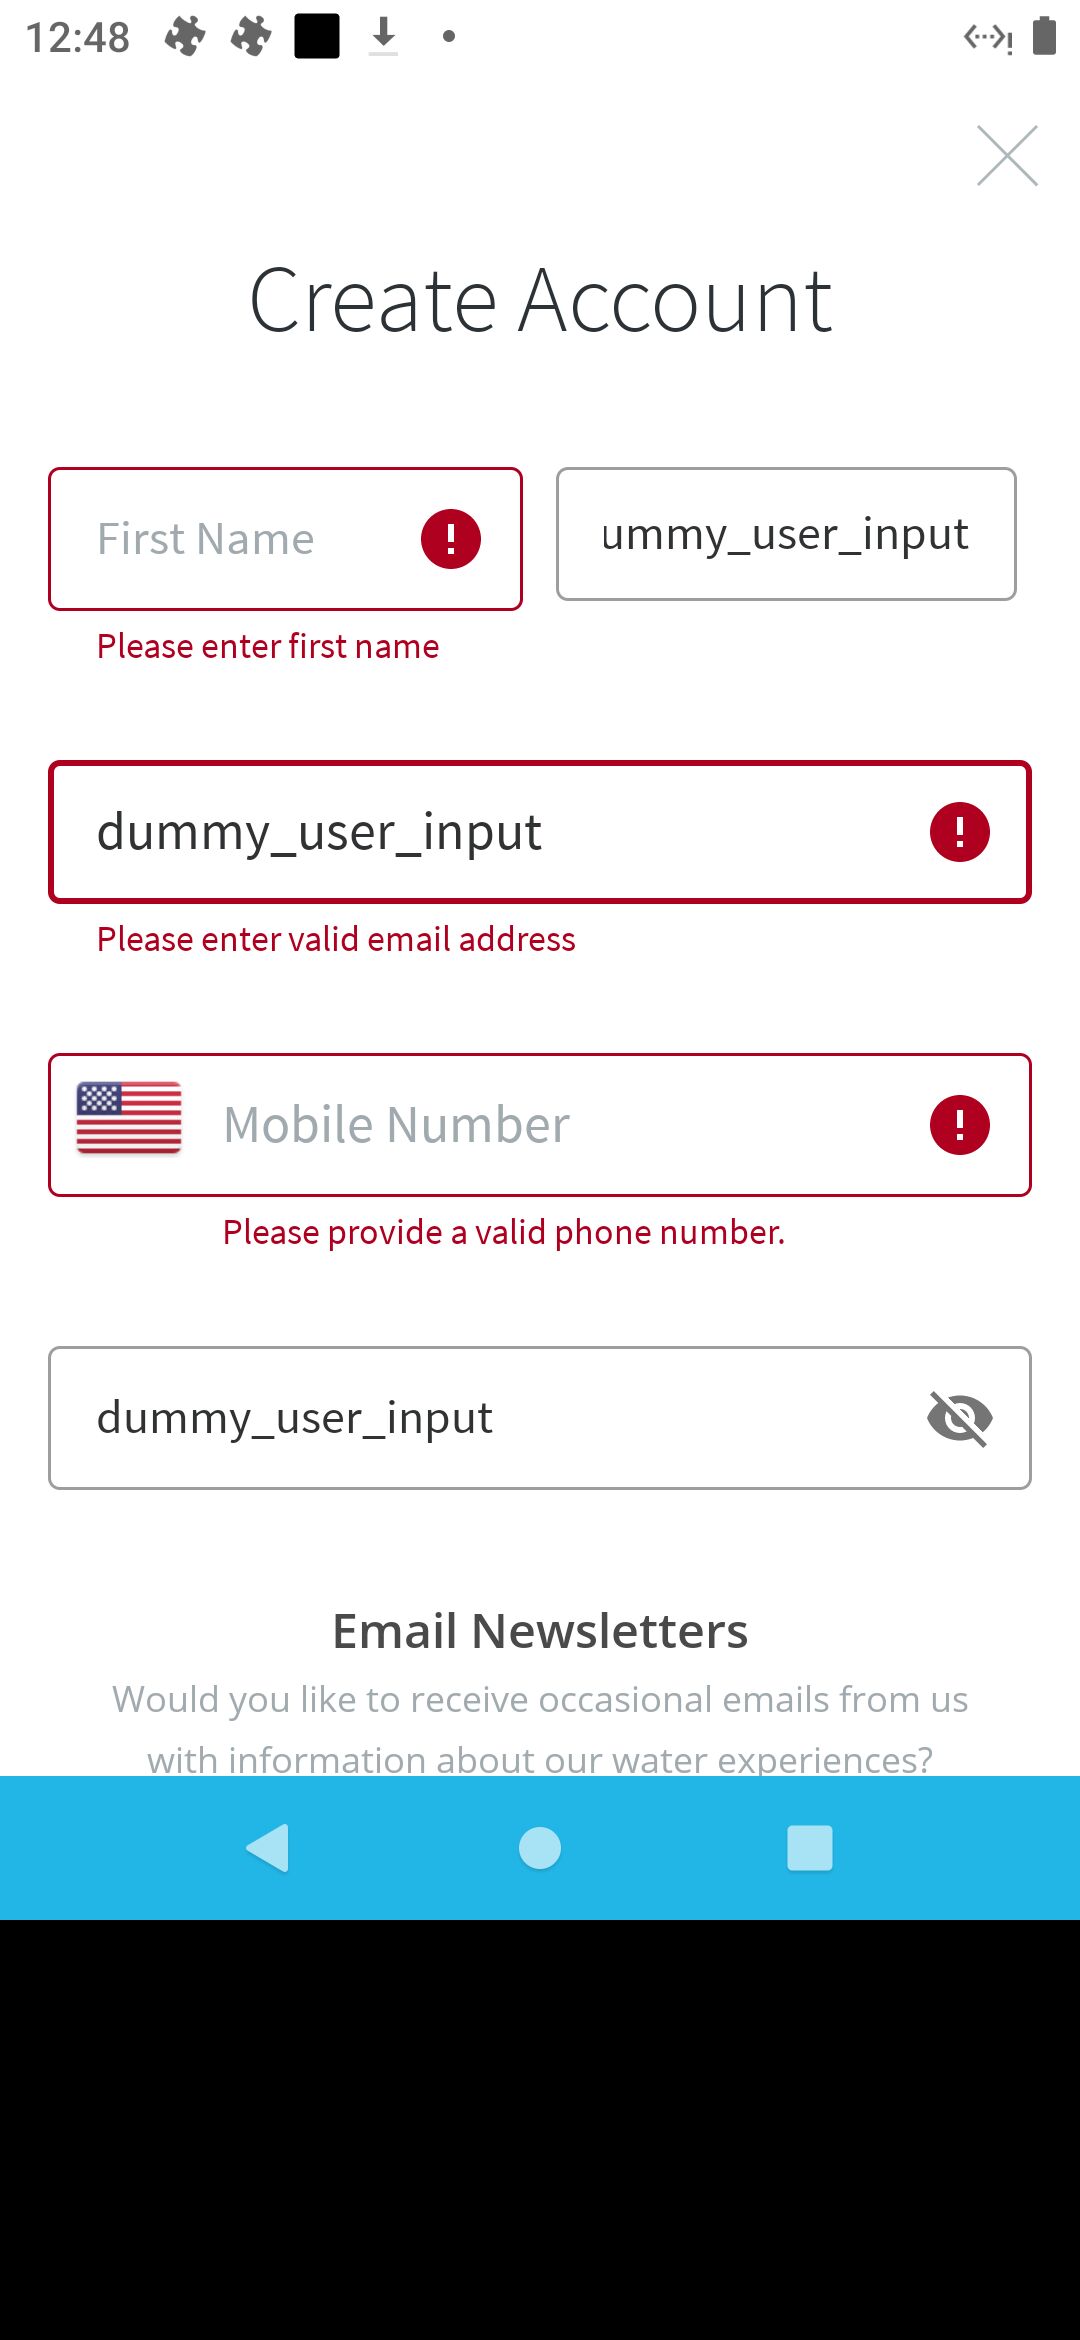 12:48
Create Account
First Name
ummy_user_input
Please enter first name
dummy_user_input
Please enter valid email address
Mobile Number
Please provide a valid phone number.
dummy_user_input
Email Newsletters
Would you like to receive occasional emails from us
with information about our water experiences?